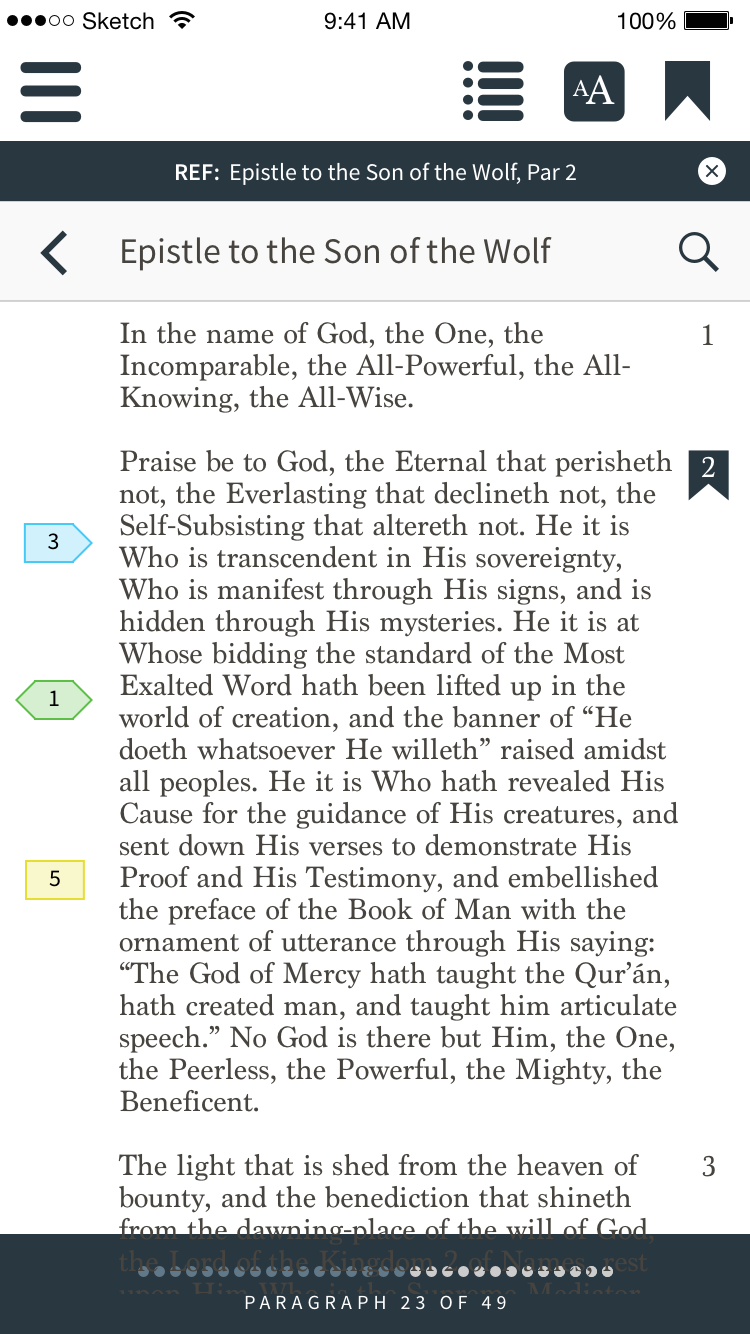 Sketch 9:41 AM 100%
AA
REF: Epistle to the Son of the Wolf, Par 2
Epistle to the Son of the Wolf
In the name of God, the One, the 1
Incomparable, the All-Powerful, the All-
Knowing, the All-Wise.
Praise be to God, the Eternal that perisheth 2
not, the Everlasting that declineth not, the
Self-Subsisting that altereth not. He it is
3
Who is transcendent in His sovereignty,
Who is manifest through His signs, and is
hidden through His mysteries. He it is at
Whose bidding the standard of the Most
Exalted Word hath been lifted up in the
1
world of creation, and the banner of “He
doeth whatsoever He willeth” raised amidst
all peoples. He it is Who hath revealed His
Cause for the guidance of His creatures, and
sent down His verses to demonstrate His
5 Proof and His Testimony, and embellished
the preface of the Book of Man with the
ornament of utterance through His saying:
“The God of Mercy hath taught the Qur’án,
hath created man, and taught him articulate
speech.” No God is there but Him, the One,
the Peerless, the Powerful, the Mighty, the
Beneficent.
The light that is shed from the heaven of 3
bounty, and the benediction that shineth
from the dawning-place of the will of God,
the Lord of the Kingdom 2 of Names, rest
upon Him Who is the Supreme Mediator,
PARAGRAPH 23 OF 49